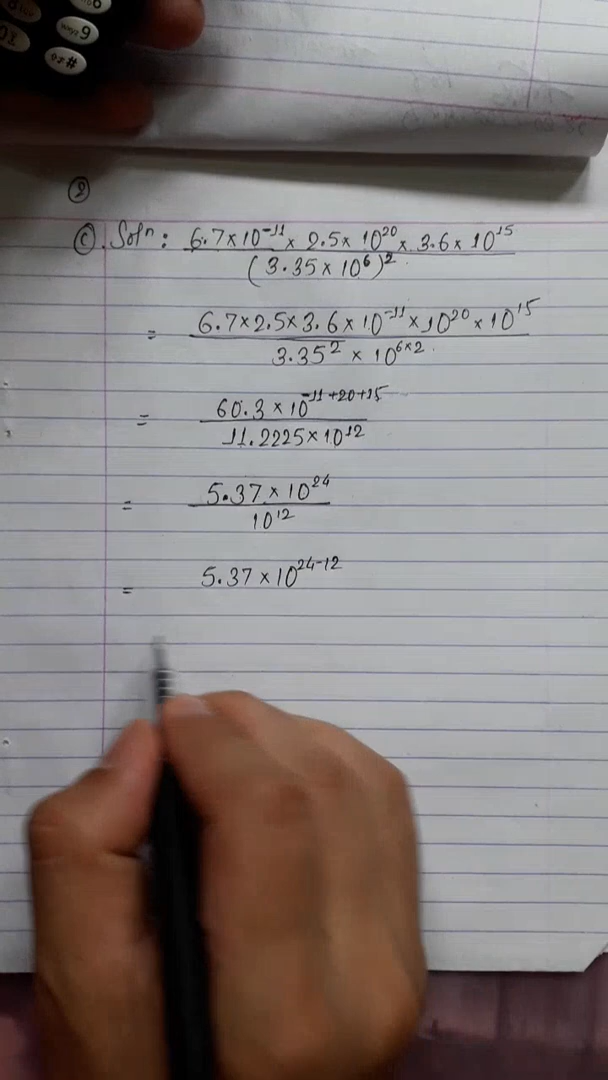 ②
ⓒ. Solⁿ: 6.7×10⁻¹¹ × 2.5 × 10²⁰ × 3.6 × 10¹⁵
(3.35 × 10⁶)²
= 6.7×2.5×3.6×10⁻¹¹×10²⁰×10¹⁵
3.35² × 10⁶ˣ²
= 60.3 × 10⁻¹¹⁺²⁰⁺¹⁵
11.2225×10¹²
= 5.37 × 10²⁴
10¹²
= 5.37 × 10²⁴⁻¹²